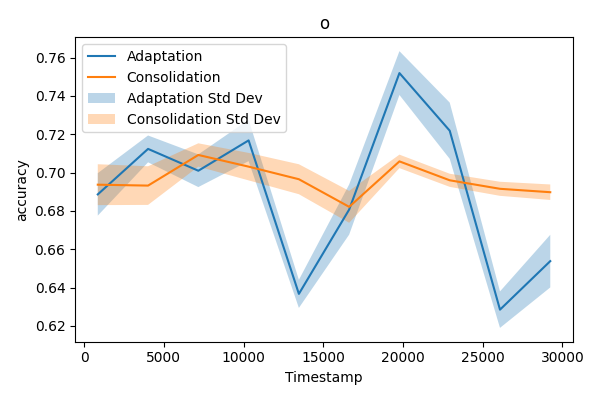 o
Adaptation
Consolidation
Adaptation Std Dev
Consolidation Std Dev
accuracy
0.76
0.74
0.72
0.70
0.68
0.66
0.64
0.62
0 5000 10000 15000 20000 25000 30000
Timestamp